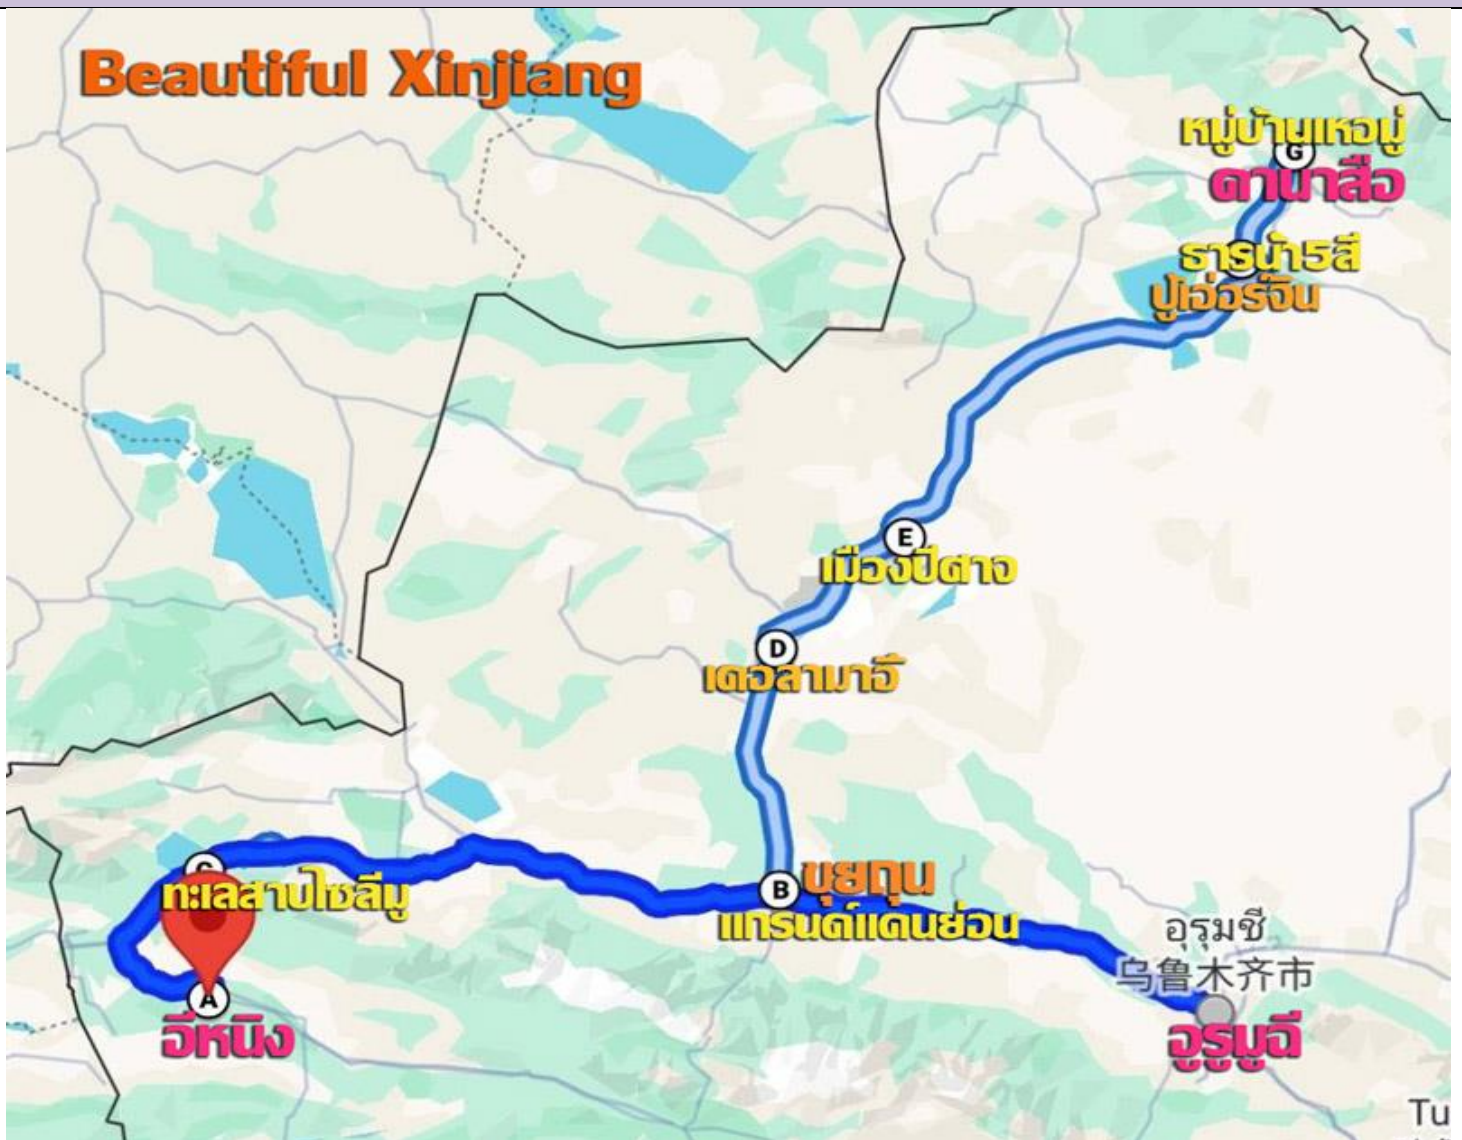 Beautiful Xinjiang
หมู่บ้านเหอมู่
G
คานาสือ
ธารน้ำ5สี
ปู้เอ่อร์จิน
E
เมืองปีศาจ
D
เคอลามาอี
C
ทะเลสาบไซลีมู
B
ขุยถุน
แกรนด์แคนย่อน
อุรุมชี
乌鲁木齐市
A
อีหนิง
อูรูมูฉี
Tu